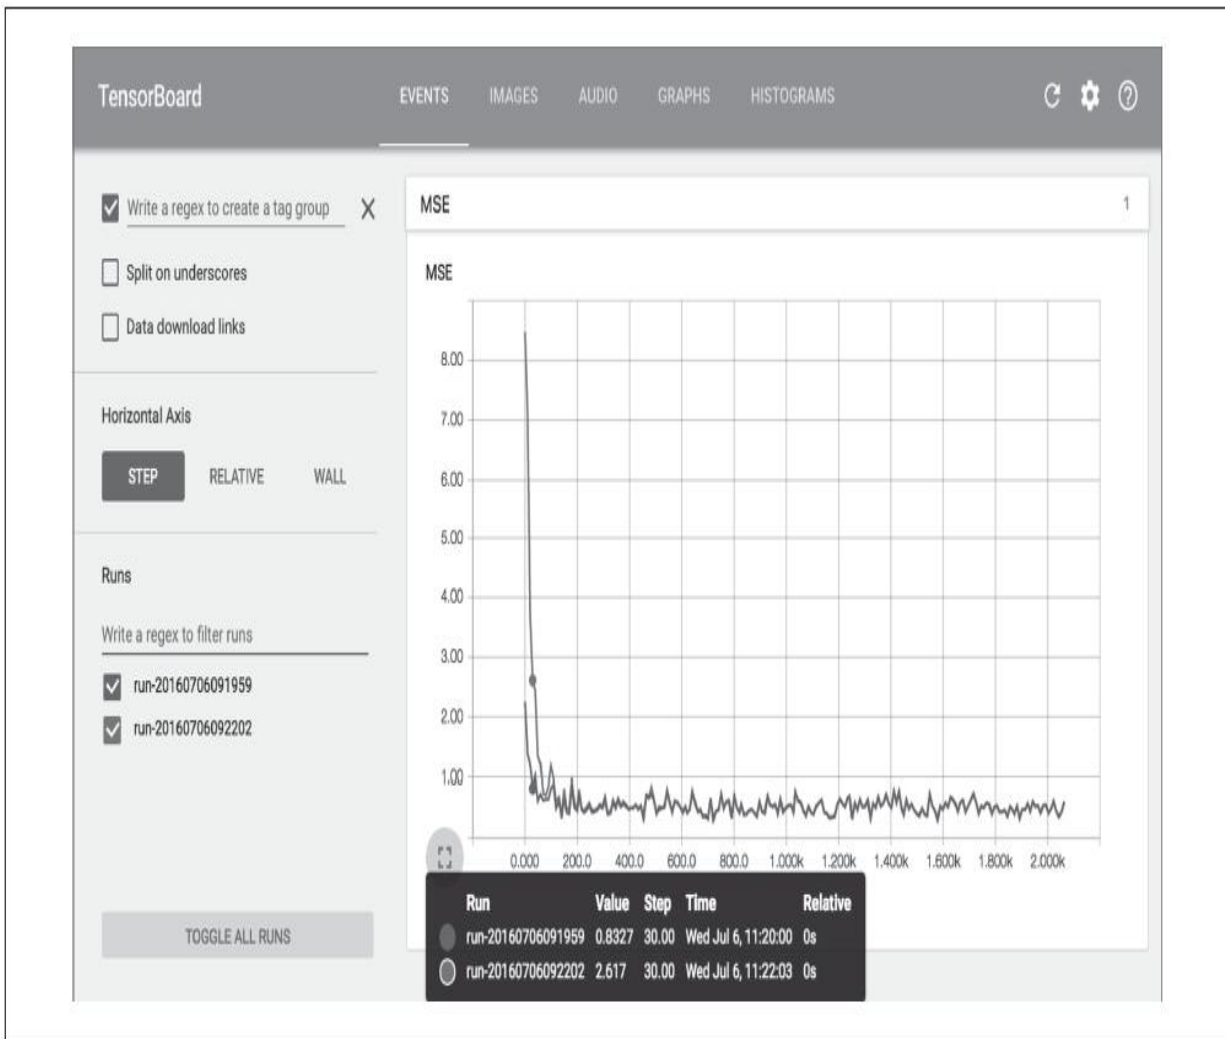 TensorBoard
EVENTS IMAGES AUDIO GRAPHS HISTOGRAMS
Write a regex to create a tag group
Split on underscores
Data download links
Horizontal Axis
STEP RELATIVE WALL
Runs
Write a regex to filter runs
run-20160706091959
run-20160706092202
TOGGLE ALL RUNS
MSE 1
MSE
8.00
7.00
6.00
5.00
4.00
3.00
2.00
1.00
0.000 200.0 400.0 600.0 800.0 1.000k 1.200k 1.400k 1.600k 1.800k 2.000k
Run Value Step Time Relative
run-20160706091959 0.8327 30.00 Wed Jul 6, 11:20:00 0s
run-20160706092202 2.617 30.00 Wed Jul 6, 11:22:03 0s